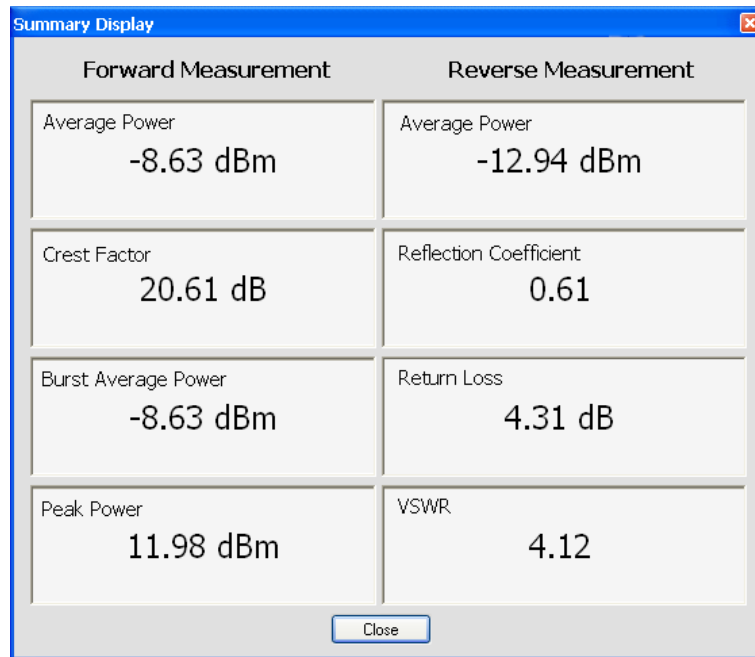 Summary Display
Forward Measurement
Reverse Measurement
Average Power
-8.63 dBm
Average Power
-12.94 dBm
Crest Factor
20.61 dB
Reflection Coefficient
0.61
Burst Average Power
-8.63 dBm
Return Loss
4.31 dB
Peak Power
11.98 dBm
VSWR
4.12
Close